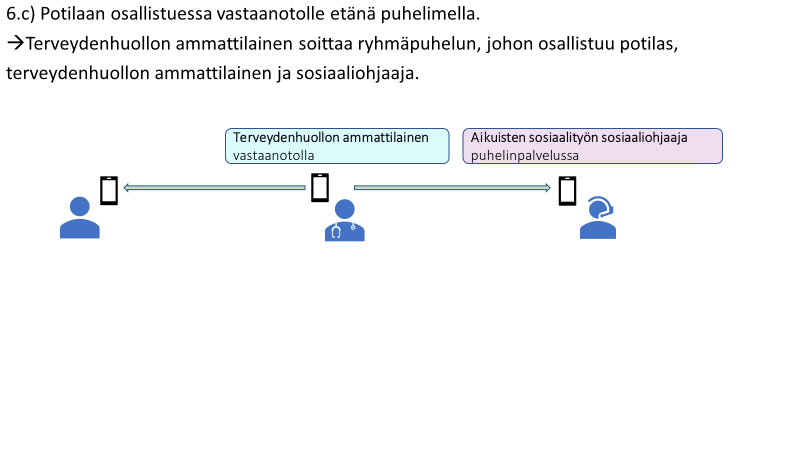 6.c) Potilaan osallistuessa vastaanotolle etänä puhelimella.
→Terveydenhuollon ammattilainen soittaa ryhmäpuhelun, johon osallistuu potilas,
terveydenhuollon ammattilainen ja sosiaaliohjaaja.
Terveydenhuollon ammattilainen
vastaanotolla
Aikuisten sosiaalityön sosiaaliohjaaja
puhelinpalvelussa